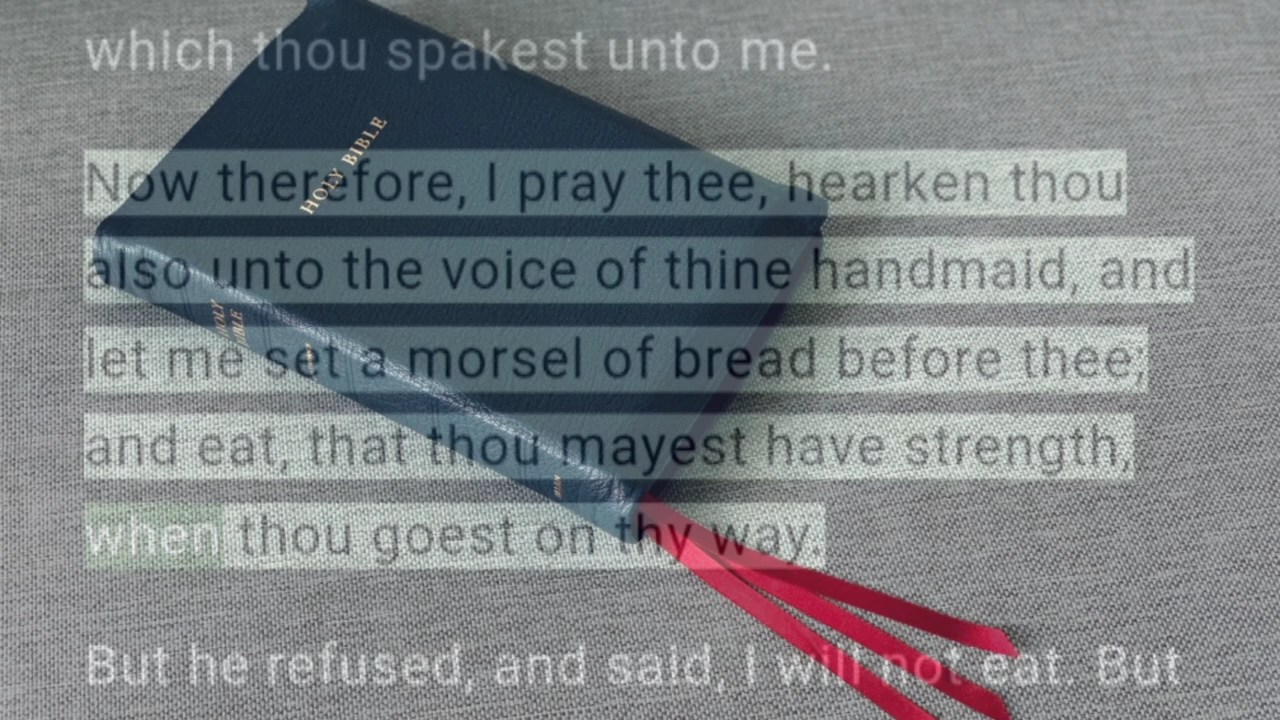 which thou spakest unto me.
HOLY BIBLE
Now therefore, I pray thee, hearken thou
also unto the voice of thine handmaid, and
HOLY
BIBLE
let me set a morsel of bread before thee;
and eat, that thou mayest have strength,
when thou goest on thy way.
But he refused, and said, I will not eat. But